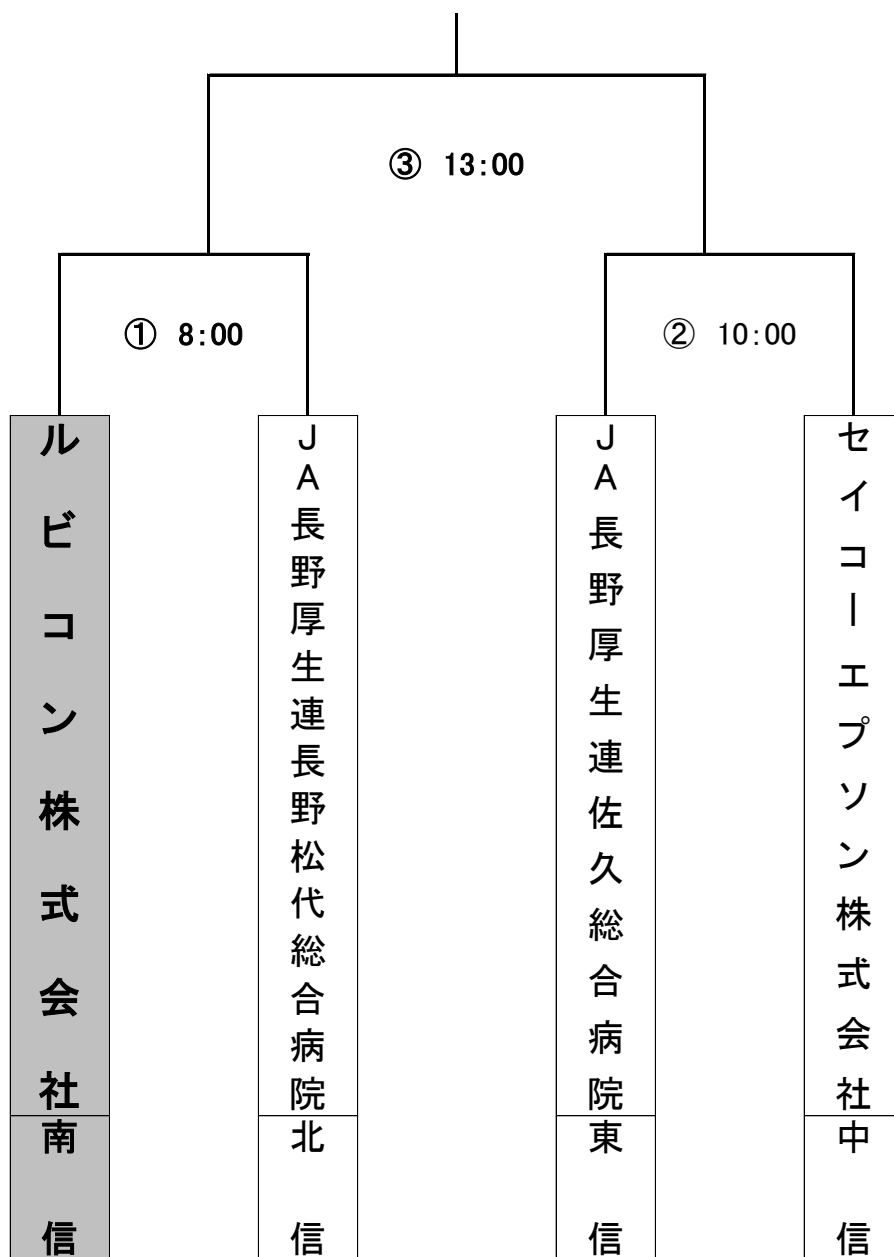 ③ 13:00
① 8:00
② 10:00
ルビコン株式会社
南信
JA長野厚生連長野松代総合病院
北信
JA長野厚生連佐久総合病院
東信
セイコーエプソン株式会社
中信